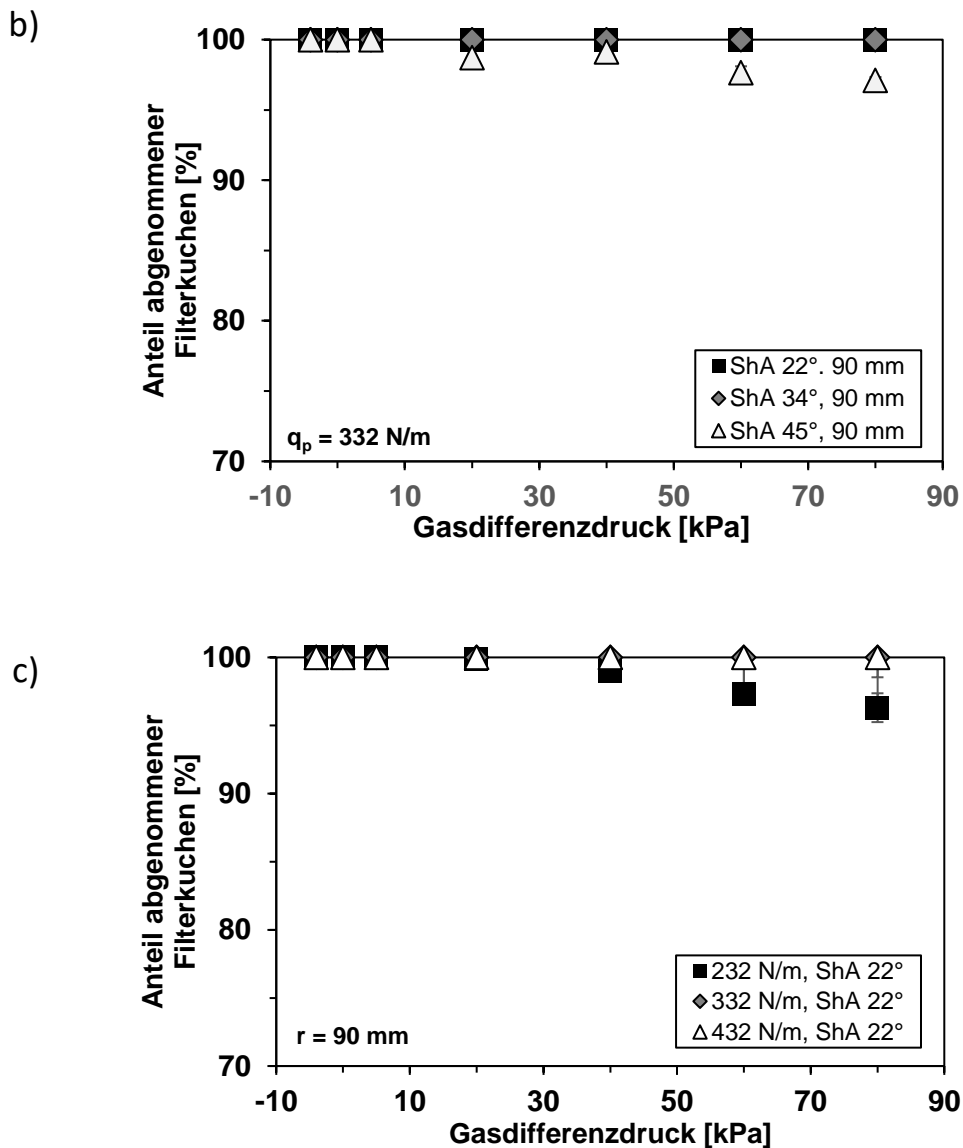 b)
100
90
80
70
Anteil abgenommener
Filterkuchen [%]
ShA 22°. 90 mm
ShA 34°, 90 mm
ShA 45°, 90 mm
qp = 332 N/m
-10 10 30 50 70 90
Gasdifferenzdruck [kPa]
c)
100
90
80
70
Anteil abgenommener
Filterkuchen [%]
232 N/m, ShA 22°
332 N/m, ShA 22°
432 N/m, ShA 22°
r = 90 mm
-10 10 30 50 70 90
Gasdifferenzdruck [kPa]